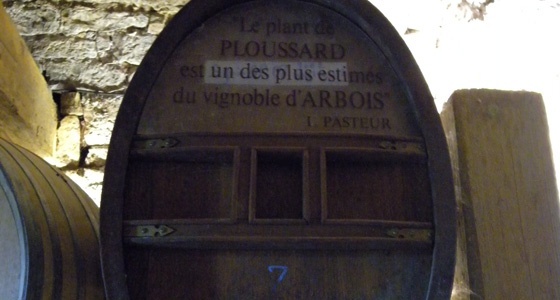 "Le plant de
PLOUSSARD
est un des plus estimés
du vignoble d'ARBOIS"
L. PASTEUR
7